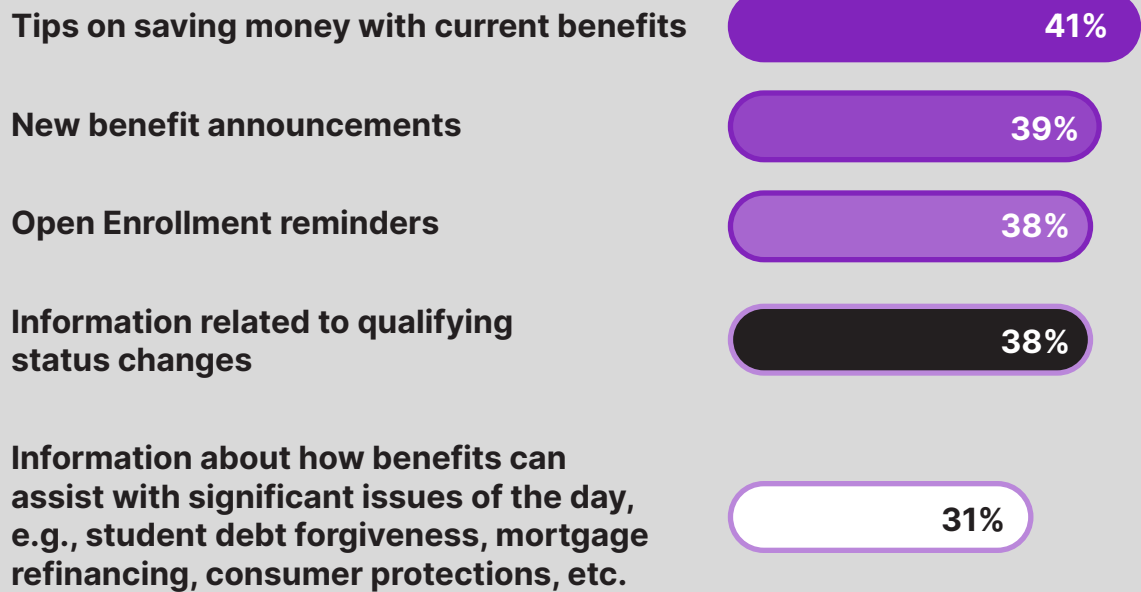 Tips on saving money with current benefits 41%
New benefit announcements 39%
Open Enrollment reminders 38%
Information related to qualifying
status changes 38%
Information about how benefits can
assist with significant issues of the day,
e.g., student debt forgiveness, mortgage
refinancing, consumer protections, etc. 31%